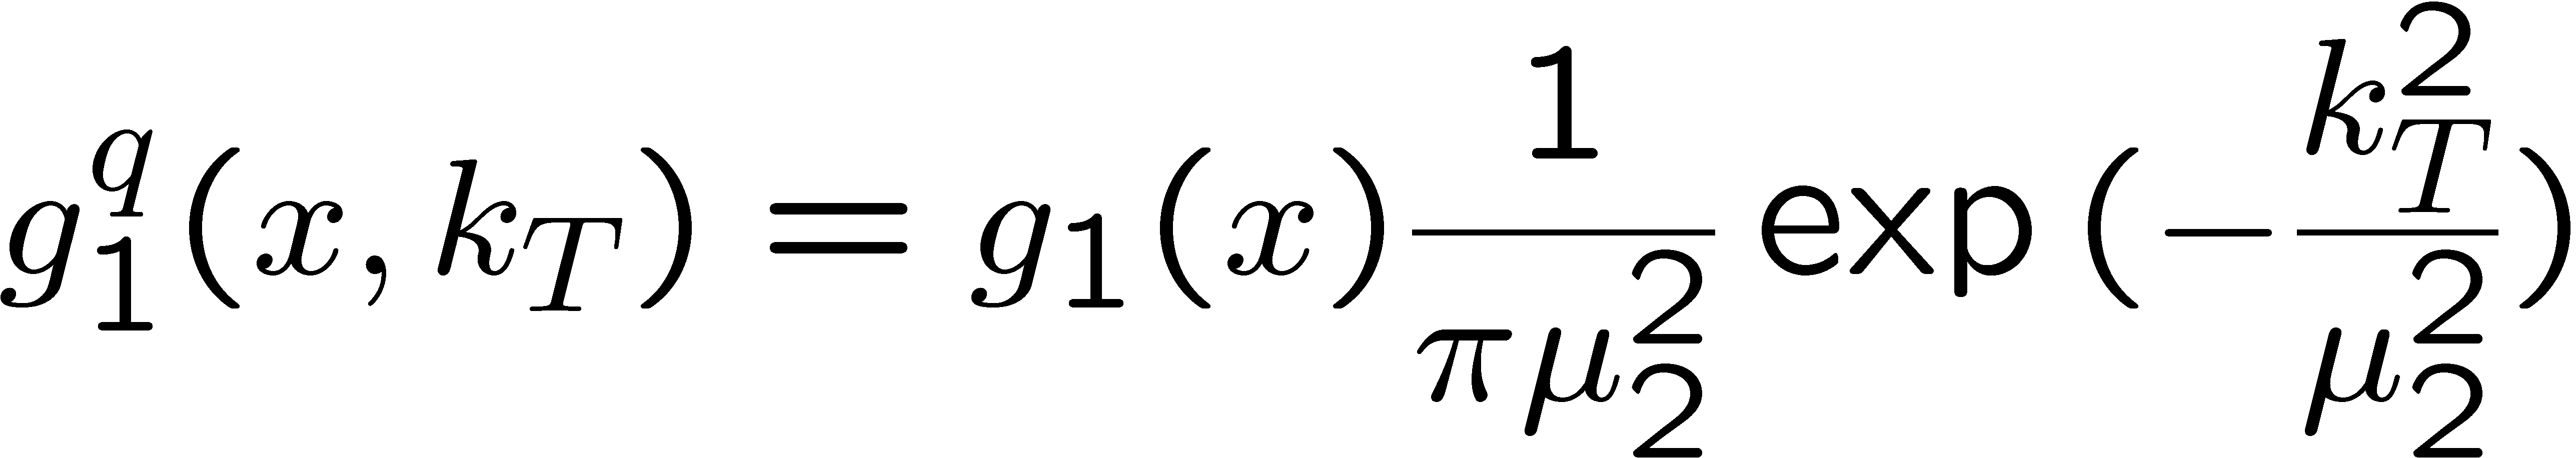 g_1^q(x, k_T) = g_1(x) \frac{1}{\pi \mu_2^2} \exp(-\frac{k_T^2}{\mu_2^2})